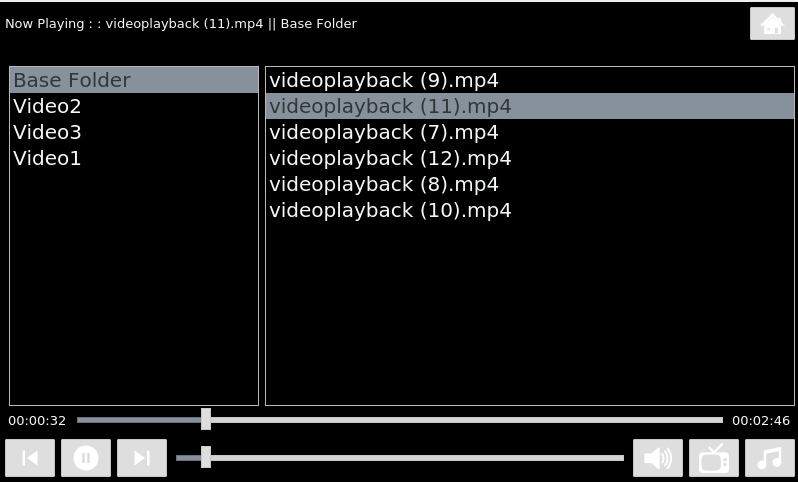 Now Playing : : videoplayback (11).mp4 || Base Folder
Base Folder
Video2
Video3
Video1
videoplayback (9).mp4
videoplayback (11).mp4
videoplayback (7).mp4
videoplayback (12).mp4
videoplayback (8).mp4
videoplayback (10).mp4
00:00:32
00:02:46